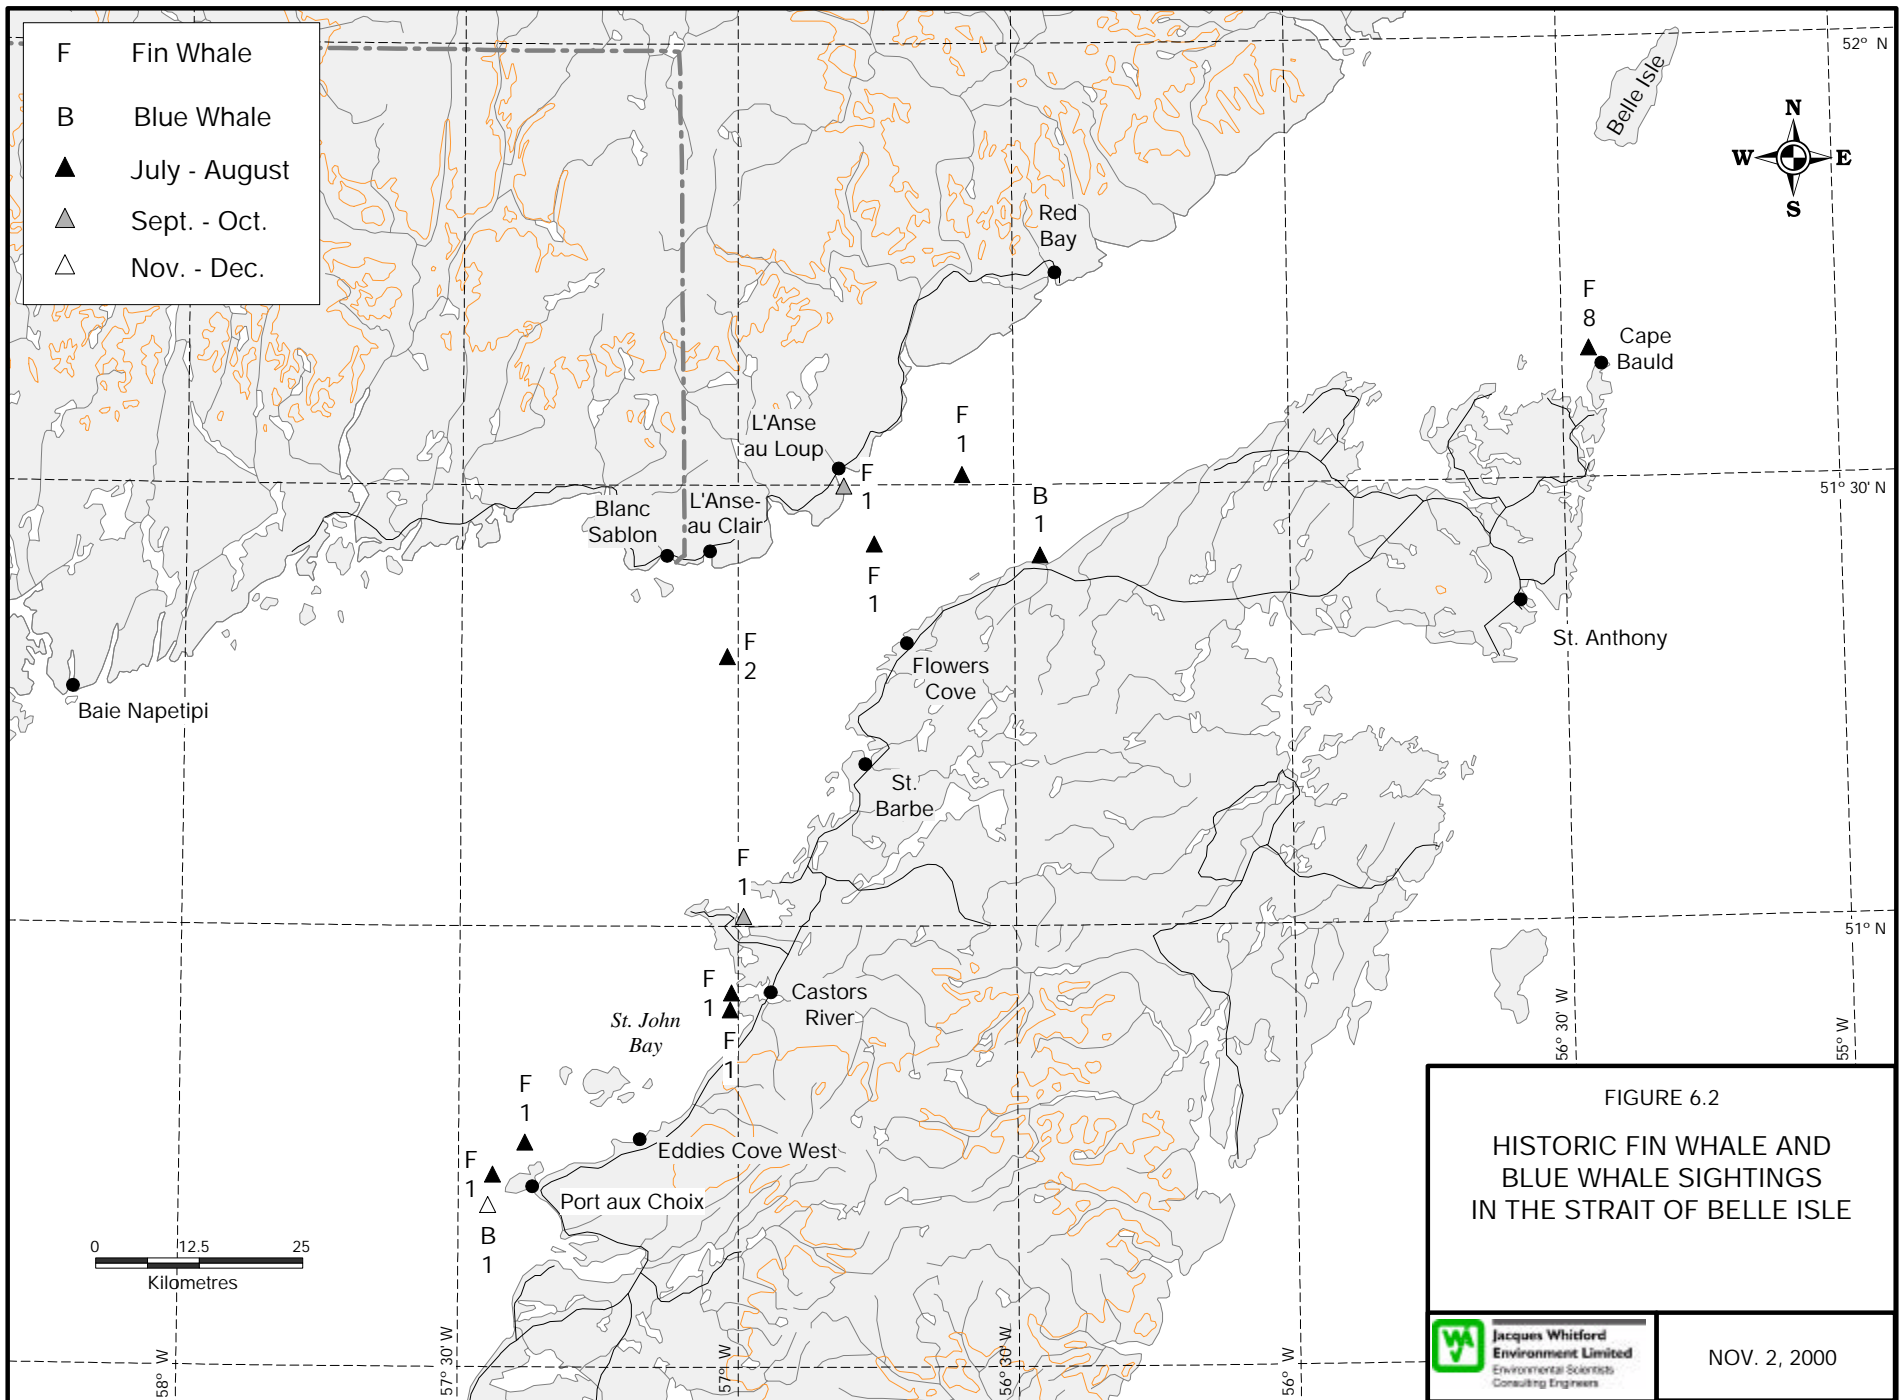 F Fin Whale
B Blue Whale
July - August
Sept. - Oct.
Nov. - Dec.
52° N
Belle Isle
N
W E
S
Red
Bay
F
8
Cape
Bauld
L'Anse
au Loup
F
1
F
1
51° 30' N
B
1
Blanc
Sablon
L'Anse-
au Clair
F
1
F
2
St. Anthony
Flowers
Cove
Baie Napetipi
St.
Barbe
F
1
51° N
F
1
Castors
River
St. John
Bay
F
1
F
1
Eddies Cove West
F
1
Port aux Choix
B
1
0 12.5 25
Kilometres
58° W
57° 30' W
57° W
56° 30' W
56° W
56° 30' W
55° W
FIGURE 6.2
HISTORIC FIN WHALE AND
BLUE WHALE SIGHTINGS
IN THE STRAIT OF BELLE ISLE
Jacques Whitford
Environment Limited
Environmental Scientists
Consulting Engineers
NOV. 2, 2000